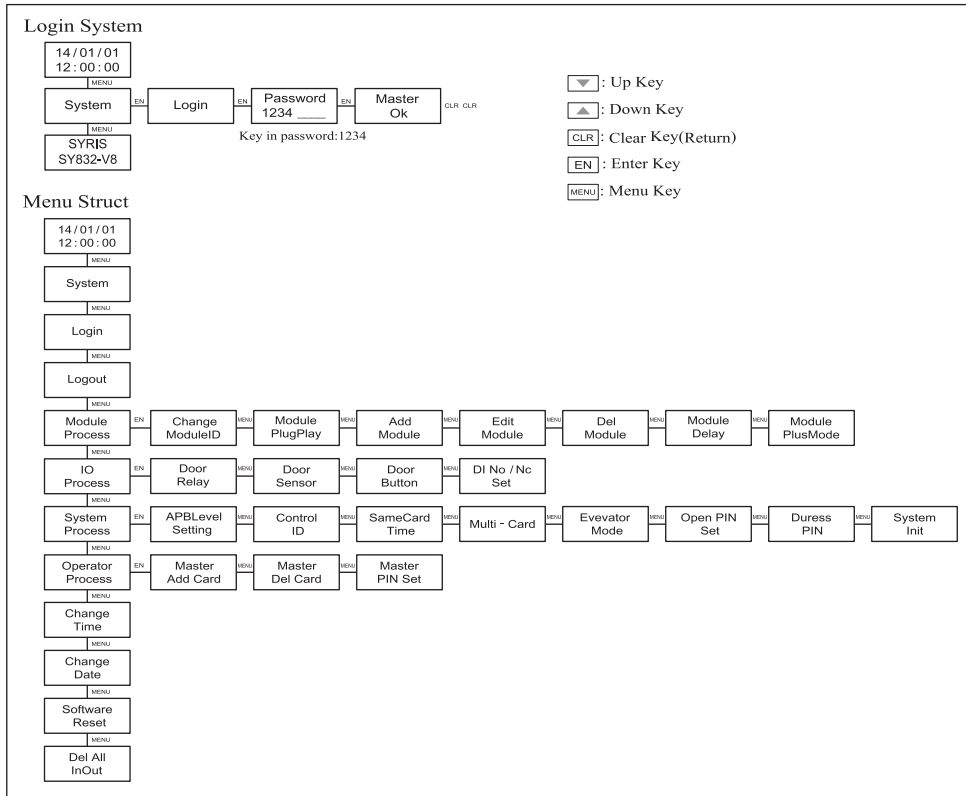 Login System
14/01/01
12:00:00
MENU
System
EN
Login
EN
Password
1234 ____
EN
Master
Ok
CLR CLR
Key in password:1234
MENU
SYRIS
SY832-V8
: Up Key
: Down Key
CLR : Clear Key(Return)
EN : Enter Key
MENU : Menu Key
Menu Struct
14/01/01
12:00:00
MENU
System
MENU
Login
MENU
Logout
MENU
Module
Process
EN
Change
ModuleID
MENU
Module
PlugPlay
MENU
Add
Module
MENU
Edit
Module
MENU
Del
Module
MENU
Module
Delay
MENU
Module
PlusMode
MENU
IO
Process
EN
Door
Relay
MENU
Door
Sensor
MENU
Door
Button
MENU
DI No / Nc
Set
MENU
System
Process
EN
APBLevel
Setting
MENU
Control
ID
MENU
SameCard
Time
MENU
Multi - Card
MENU
Evevator
Mode
MENU
Open PIN
Set
MENU
Duress
PIN
MENU
System
Init
MENU
Operator
Process
EN
Master
Add Card
MENU
Master
Del Card
MENU
Master
PIN Set
MENU
Change
Time
MENU
Change
Date
MENU
Software
Reset
MENU
Del All
InOut